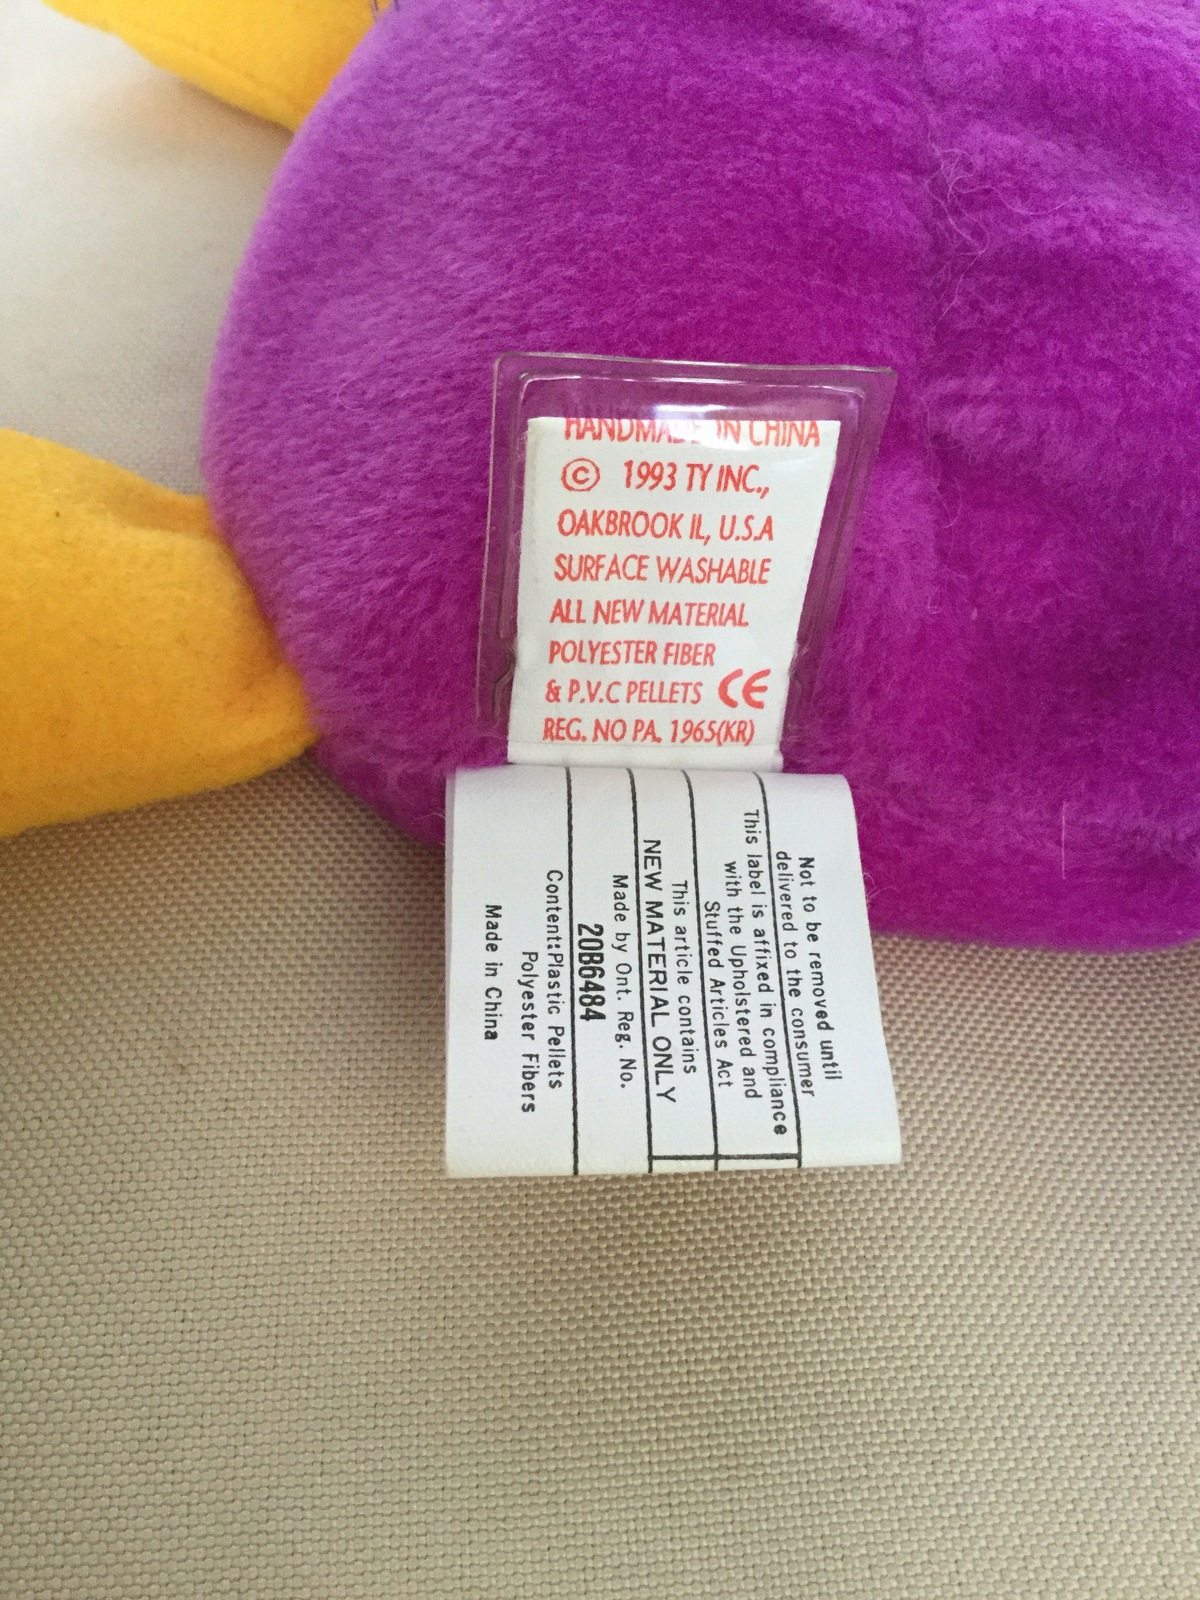 HANDMADE IN CHINA
© 1993 TY INC.,
OAKBROOK IL, U.S.A
SURFACE WASHABLE
ALL NEW MATERIAL
POLYESTER FIBER
& P.V.C PELLETS CE
REG. NO PA. 1965(KR)
Not to be removed until
delivered to the consumer
This label is affixed in compliance
with the Upholstered and
Stuffed Articles Act
This article contains
NEW MATERIAL ONLY
Made by Ont. Reg. No.
20B6484
Content:Plastic Pellets
Polyester Fibers
Made in China